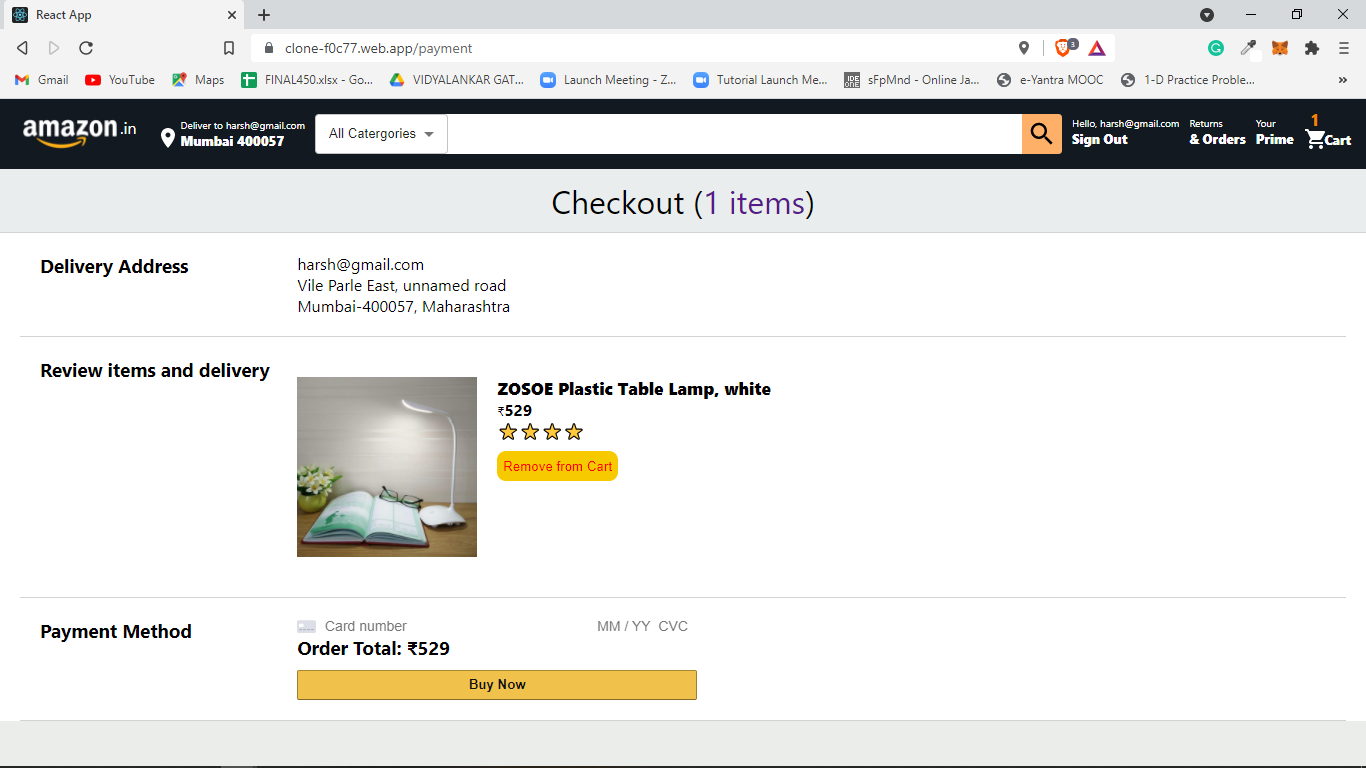 React App
clone-f0c77.web.app/payment
3
Gmail YouTube Maps FINAL450.xlsx - Go... VIDYALANKAR GAT... Launch Meeting - Z... Tutorial Launch Me... IDE ONE sFpMnd - Online Ja... e-Yantra MOOC 1-D Practice Proble... »
amazon.in
Deliver to harsh@gmail.com
Mumbai 400057
All Catergories
Hello, harsh@gmail.com
Sign Out
Returns
& Orders
Your
Prime
1
Cart
Checkout (1 items)
Delivery Address
harsh@gmail.com
Vile Parle East, unnamed road
Mumbai-400057, Maharashtra
Review items and delivery
ZOSOE Plastic Table Lamp, white
₹529
Remove from Cart
Payment Method
Card number MM / YY CVC
Order Total: ₹529
Buy Now